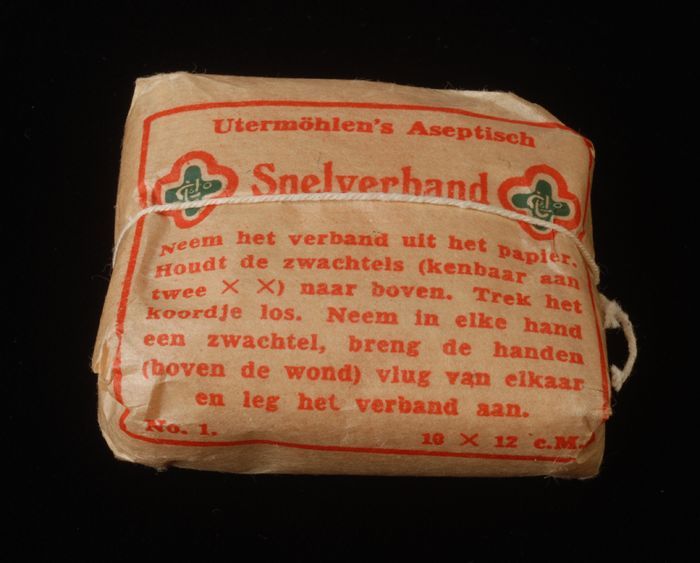 Utermöhlen's Aseptisch
Snelverband
Neem het verband uit het papier.
Houdt de zwachtels (kenbaar aan
twee × ×) naar boven. Trek het
koordje los. Neem in elke hand
een zwachtel, breng de handen
(boven de wond) vlug van elkaar
en leg het verband aan.
No. 1.
10 × 12 c.M.